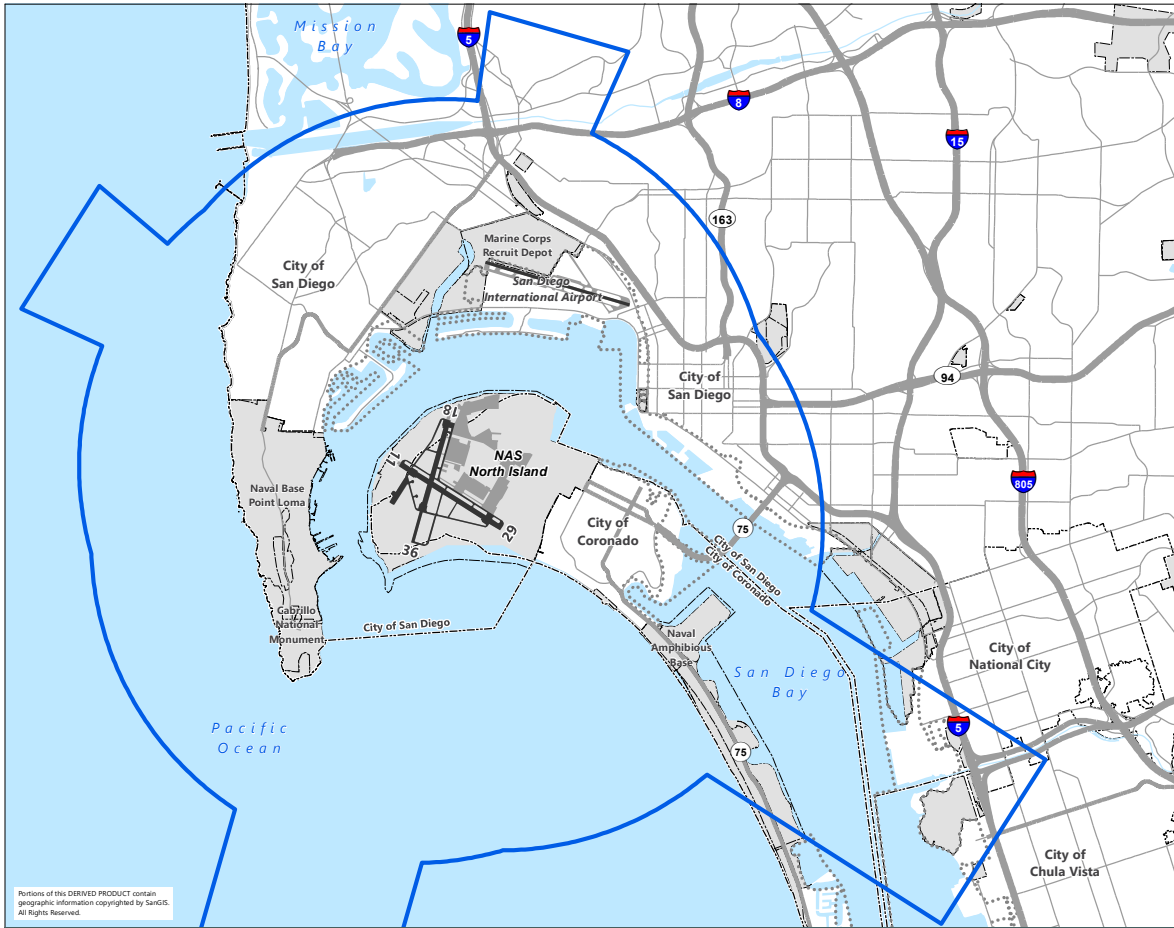 Mission
Bay
5
8
15
163
Marine Corps
Recruit Depot
City of
San Diego
San Diego
International Airport
94
City of
San Diego
18
11
NAS
North Island
29
36
805
Naval Base
Point Loma
City of
Coronado
75
City of San Diego
City of Coronado
Cabrillo
National
Monument
City of San Diego
Naval
Amphibious
Base
San Diego
Bay
City of
National City
5
Pacific
Ocean
75
City of
Chula Vista
Portions of this DERIVED PRODUCT contain
geographic information copyrighted by SanGIS.
All Rights Reserved.